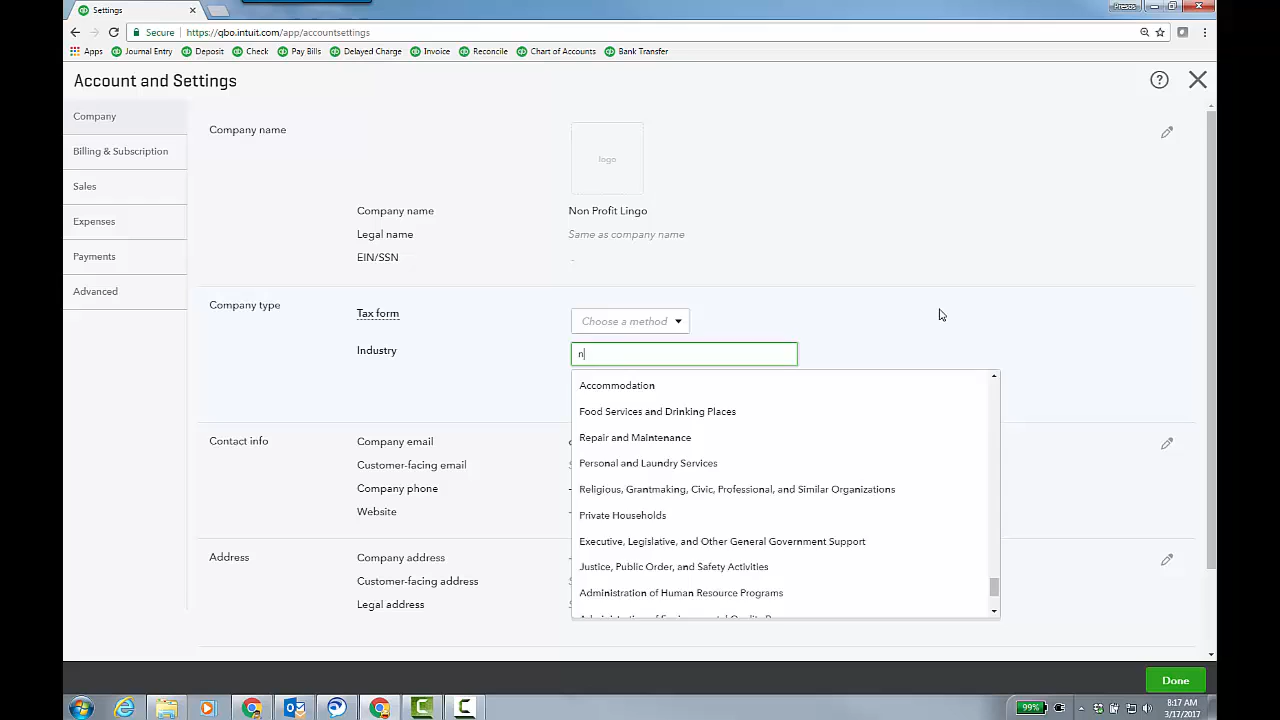 Settings
Presos
Secure https://qbo.intuit.com/app/accountsettings
Apps Journal Entry Deposit Check Pay Bills Delayed Charge Invoice Reconcile Chart of Accounts Bank Transfer
Account and Settings
Company
Billing & Subscription
Sales
Expenses
Payments
Advanced
Company name
logo
Company name Non Profit Lingo
Legal name Same as company name
EIN/SSN -
Company type
Tax form Choose a method
Industry n
Accommodation
Food Services and Drinking Places
Repair and Maintenance
Personal and Laundry Services
Religious, Grantmaking, Civic, Professional, and Similar Organizations
Private Households
Executive, Legislative, and Other General Government Support
Justice, Public Order, and Safety Activities
Administration of Human Resource Programs
Contact info
Company email
Customer-facing email
Company phone
Website
Address
Company address
Customer-facing address
Legal address
Done
99%
8:17 AM
3/17/2017